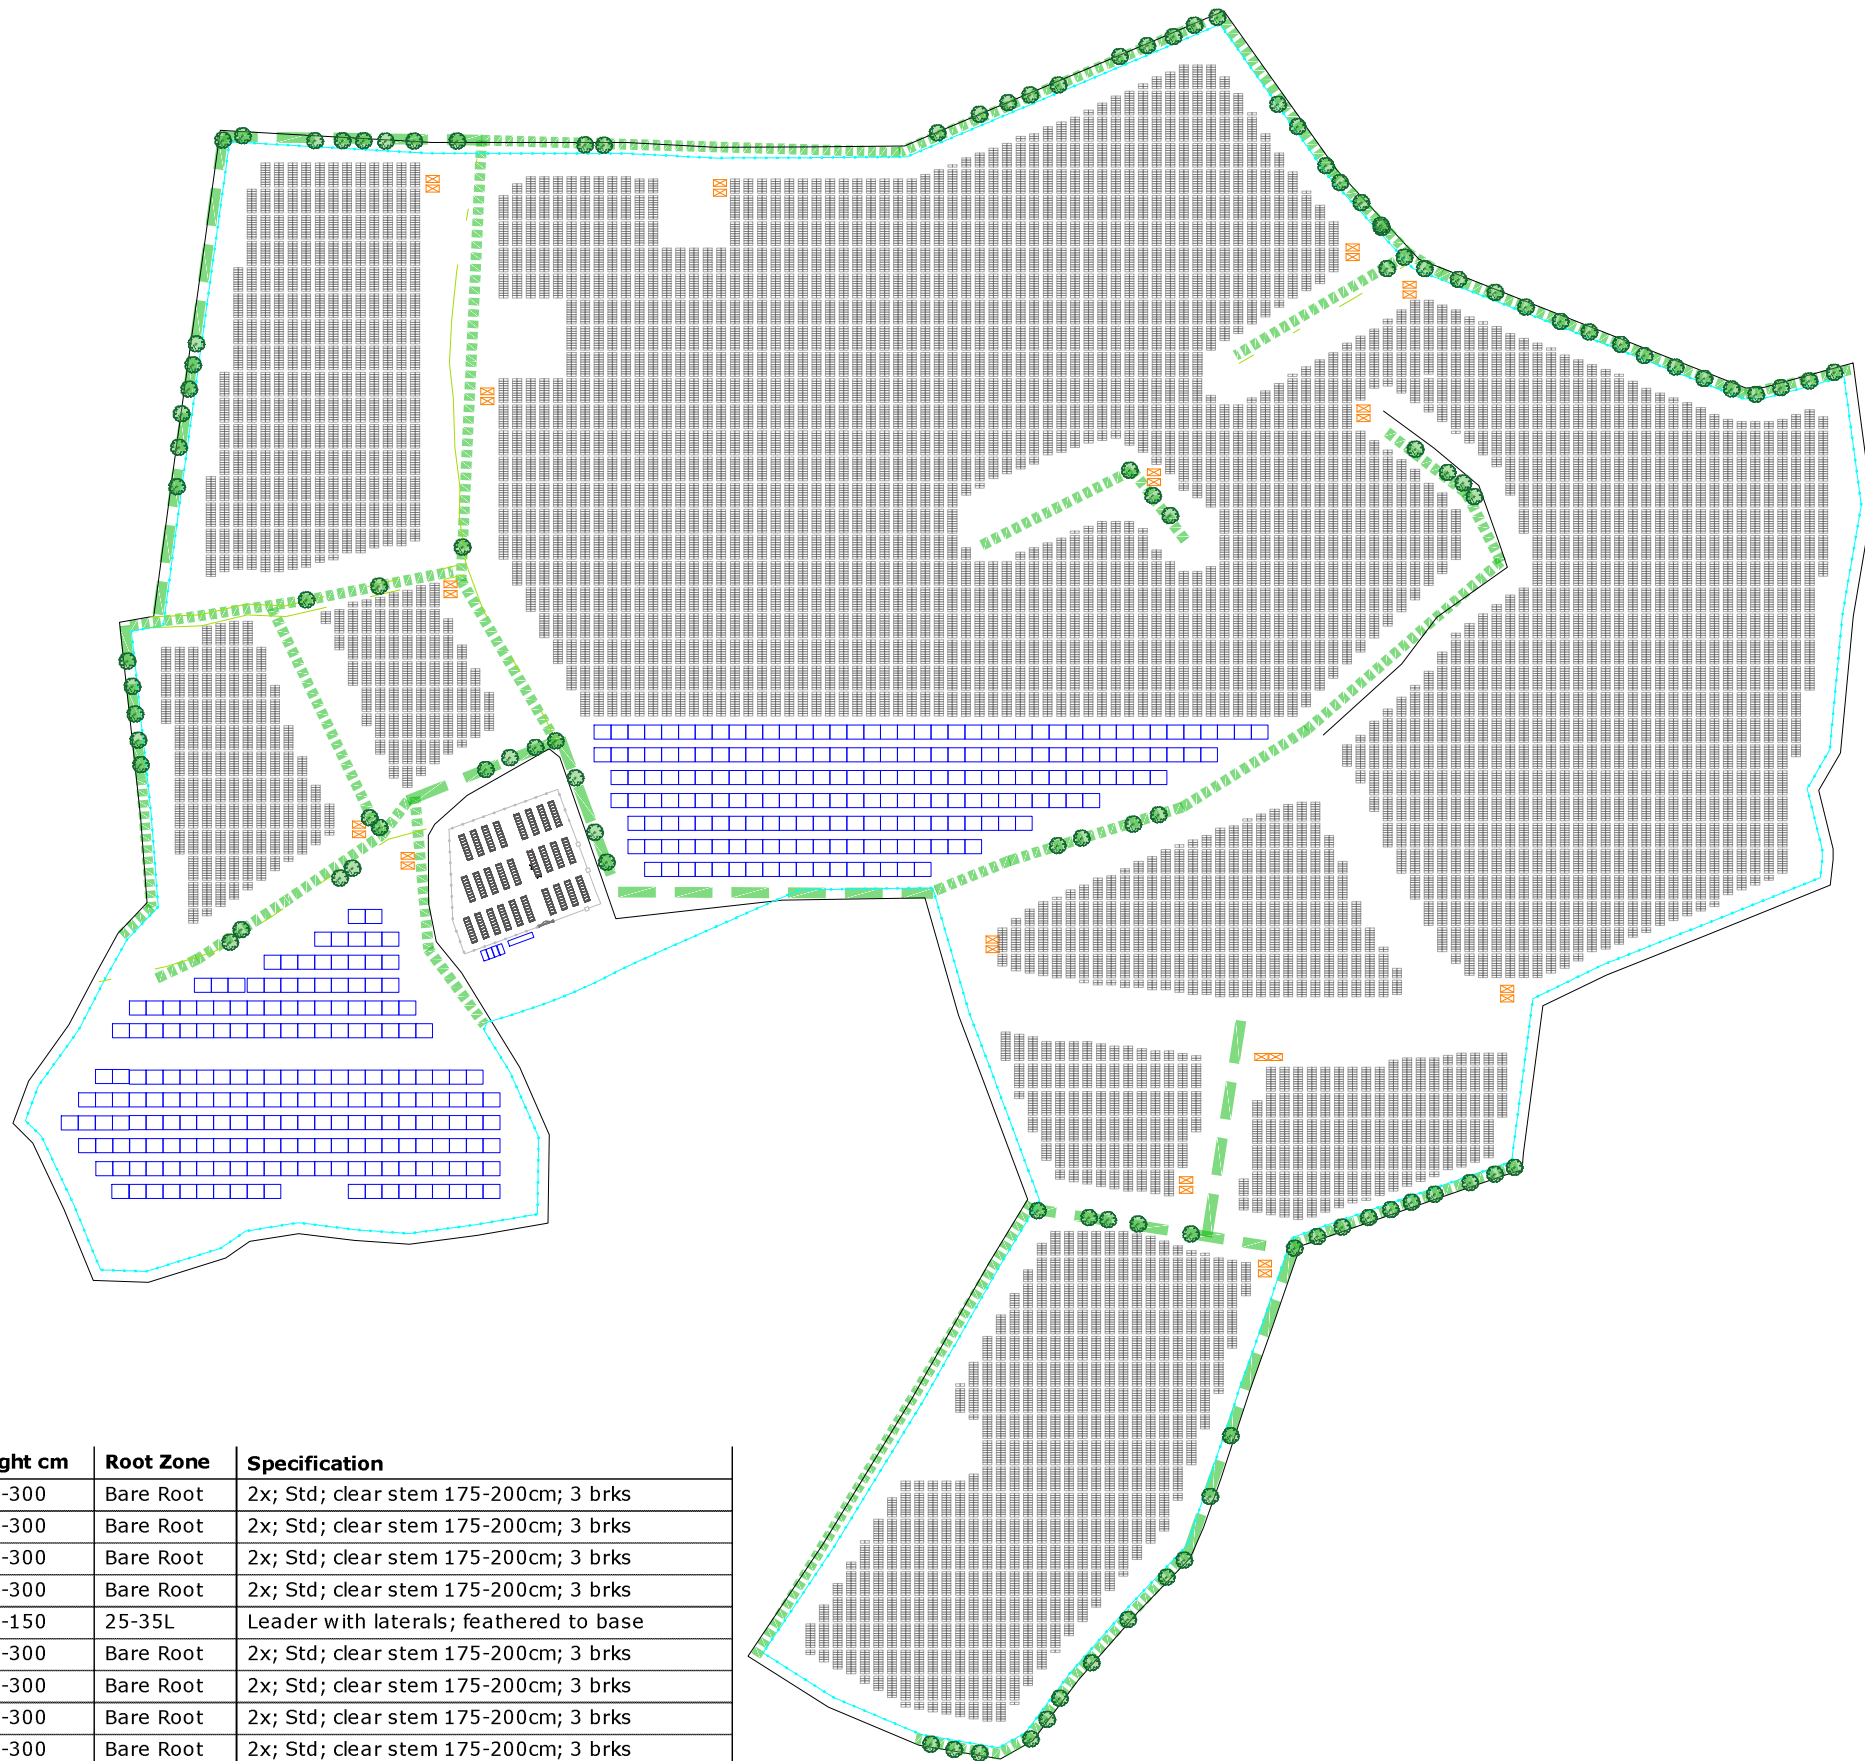 ght cm Root Zone Specification
-300 Bare Root 2x; Std; clear stem 175-200cm; 3 brks
-300 Bare Root 2x; Std; clear stem 175-200cm; 3 brks
-300 Bare Root 2x; Std; clear stem 175-200cm; 3 brks
-300 Bare Root 2x; Std; clear stem 175-200cm; 3 brks
-150 25-35L Leader with laterals; feathered to base
-300 Bare Root 2x; Std; clear stem 175-200cm; 3 brks
-300 Bare Root 2x; Std; clear stem 175-200cm; 3 brks
-300 Bare Root 2x; Std; clear stem 175-200cm; 3 brks
-300 Bare Root 2x; Std; clear stem 175-200cm; 3 brks